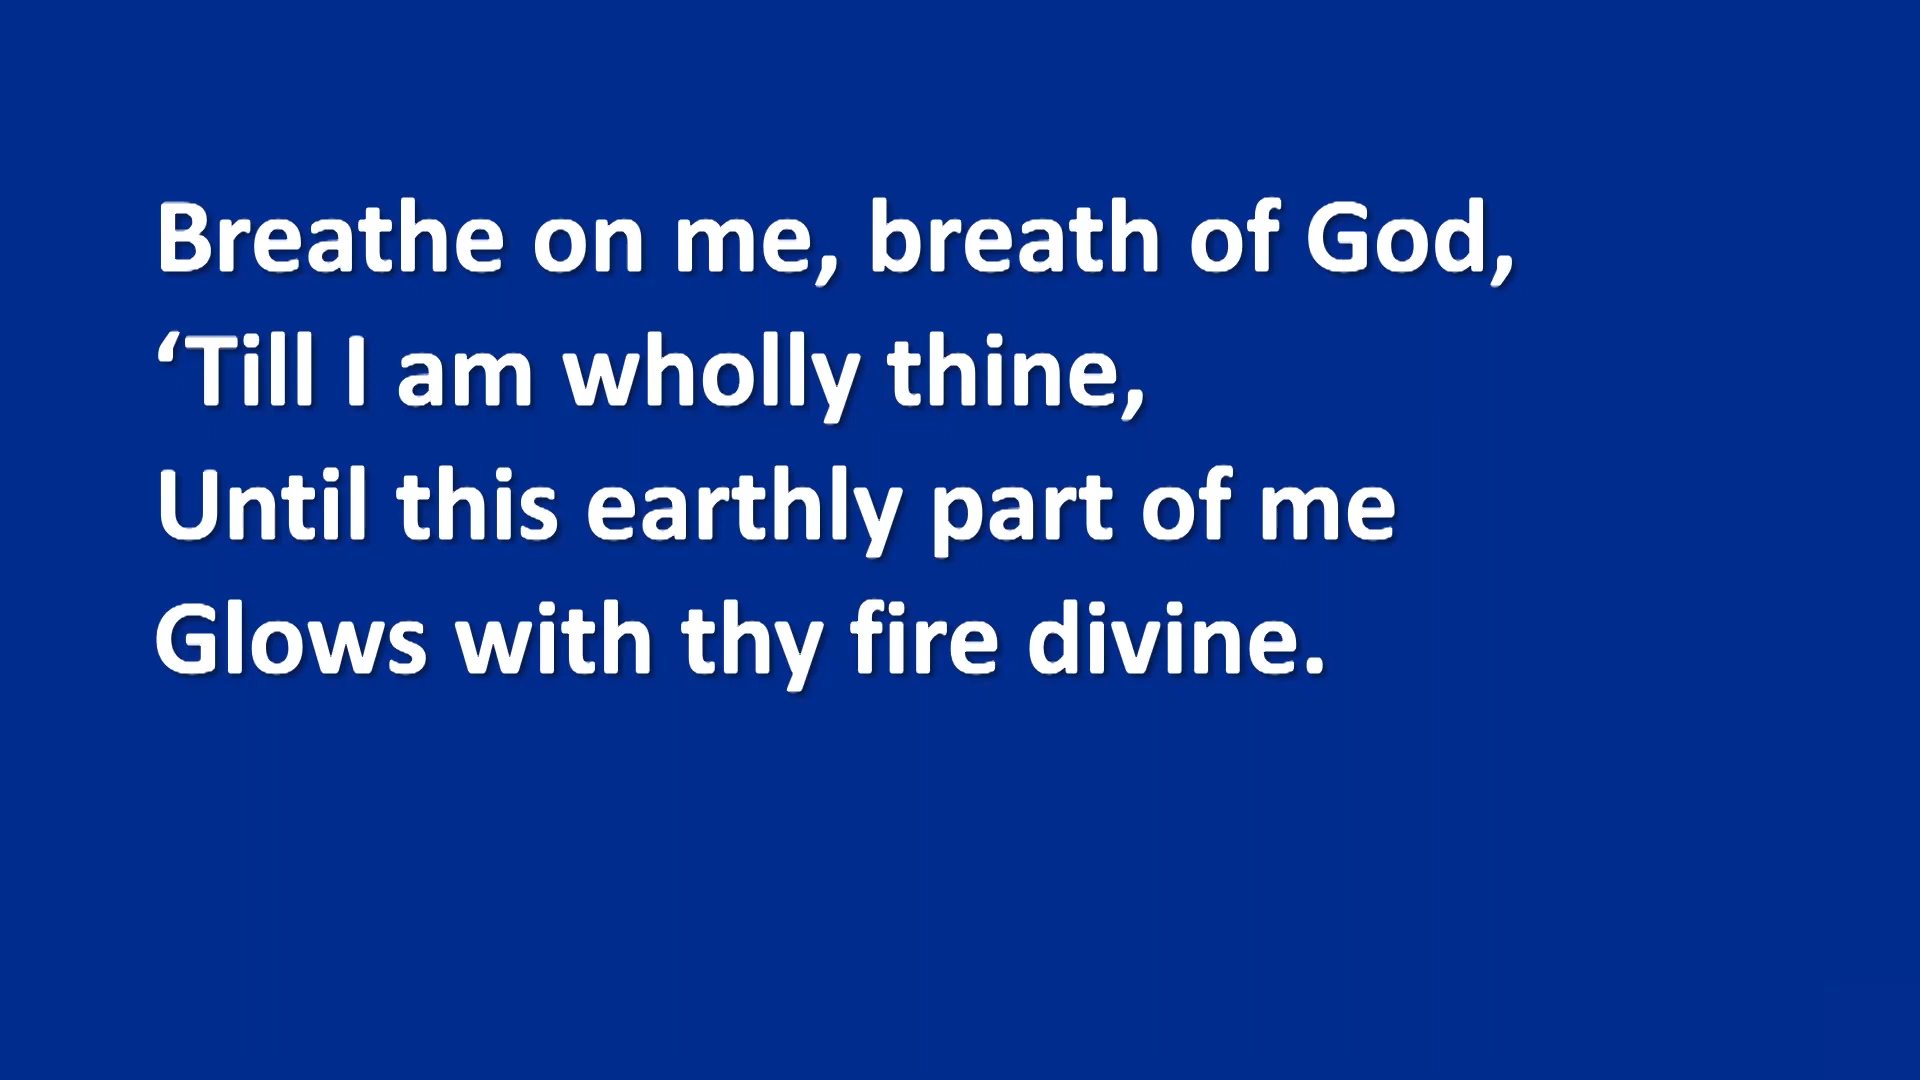 Breathe on me, breath of God,
‘Till I am wholly thine,
Until this earthly part of me
Glows with thy fire divine.